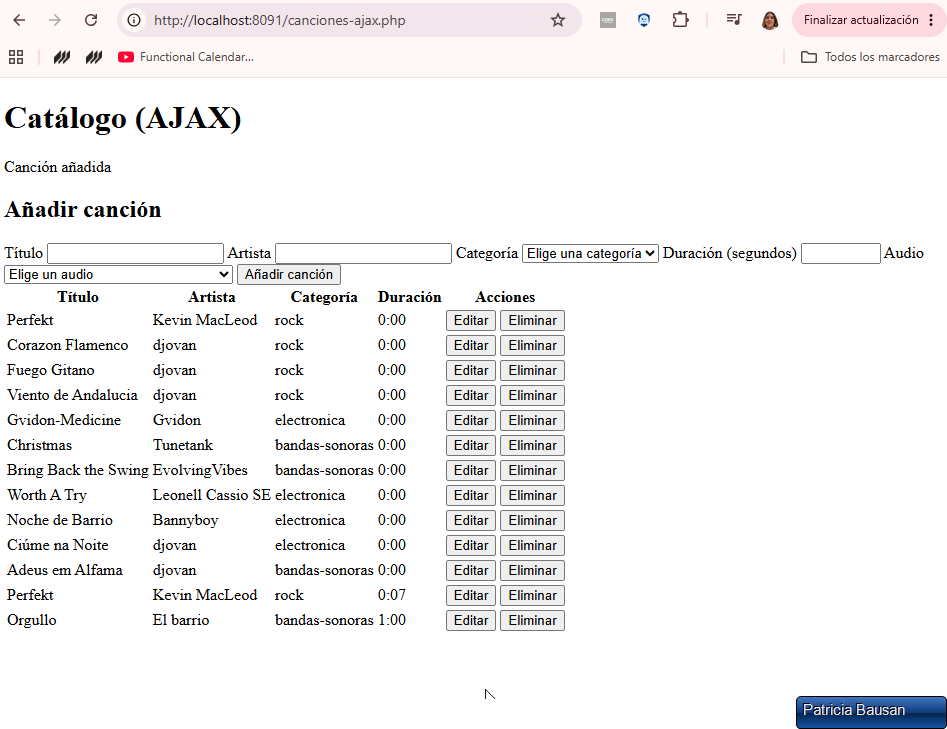 http://localhost:8091/canciones-ajax.php
Finalizar actualización
Functional Calendar...
Todos los marcadores
Catálogo (AJAX)
Canción añadida
Añadir canción
Título Artista Categoría Elige una categoría Duración (segundos) Audio
Elige un audio Añadir canción
Título Artista Categoría Duración Acciones
Perfekt Kevin MacLeod rock 0:00 Editar Eliminar
Corazon Flamenco djovan rock 0:00 Editar Eliminar
Fuego Gitano djovan rock 0:00 Editar Eliminar
Viento de Andalucia djovan rock 0:00 Editar Eliminar
Gvidon-Medicine Gvidon electronica 0:00 Editar Eliminar
Christmas Tunetank bandas-sonoras 0:00 Editar Eliminar
Bring Back the Swing EvolvingVibes bandas-sonoras 0:00 Editar Eliminar
Worth A Try Leonell Cassio SE electronica 0:00 Editar Eliminar
Noche de Barrio Bannyboy electronica 0:00 Editar Eliminar
Ciúme na Noite djovan electronica 0:00 Editar Eliminar
Adeus em Alfama djovan bandas-sonoras 0:00 Editar Eliminar
Perfekt Kevin MacLeod rock 0:07 Editar Eliminar
Orgullo El barrio bandas-sonoras 1:00 Editar Eliminar
Patricia Bausan